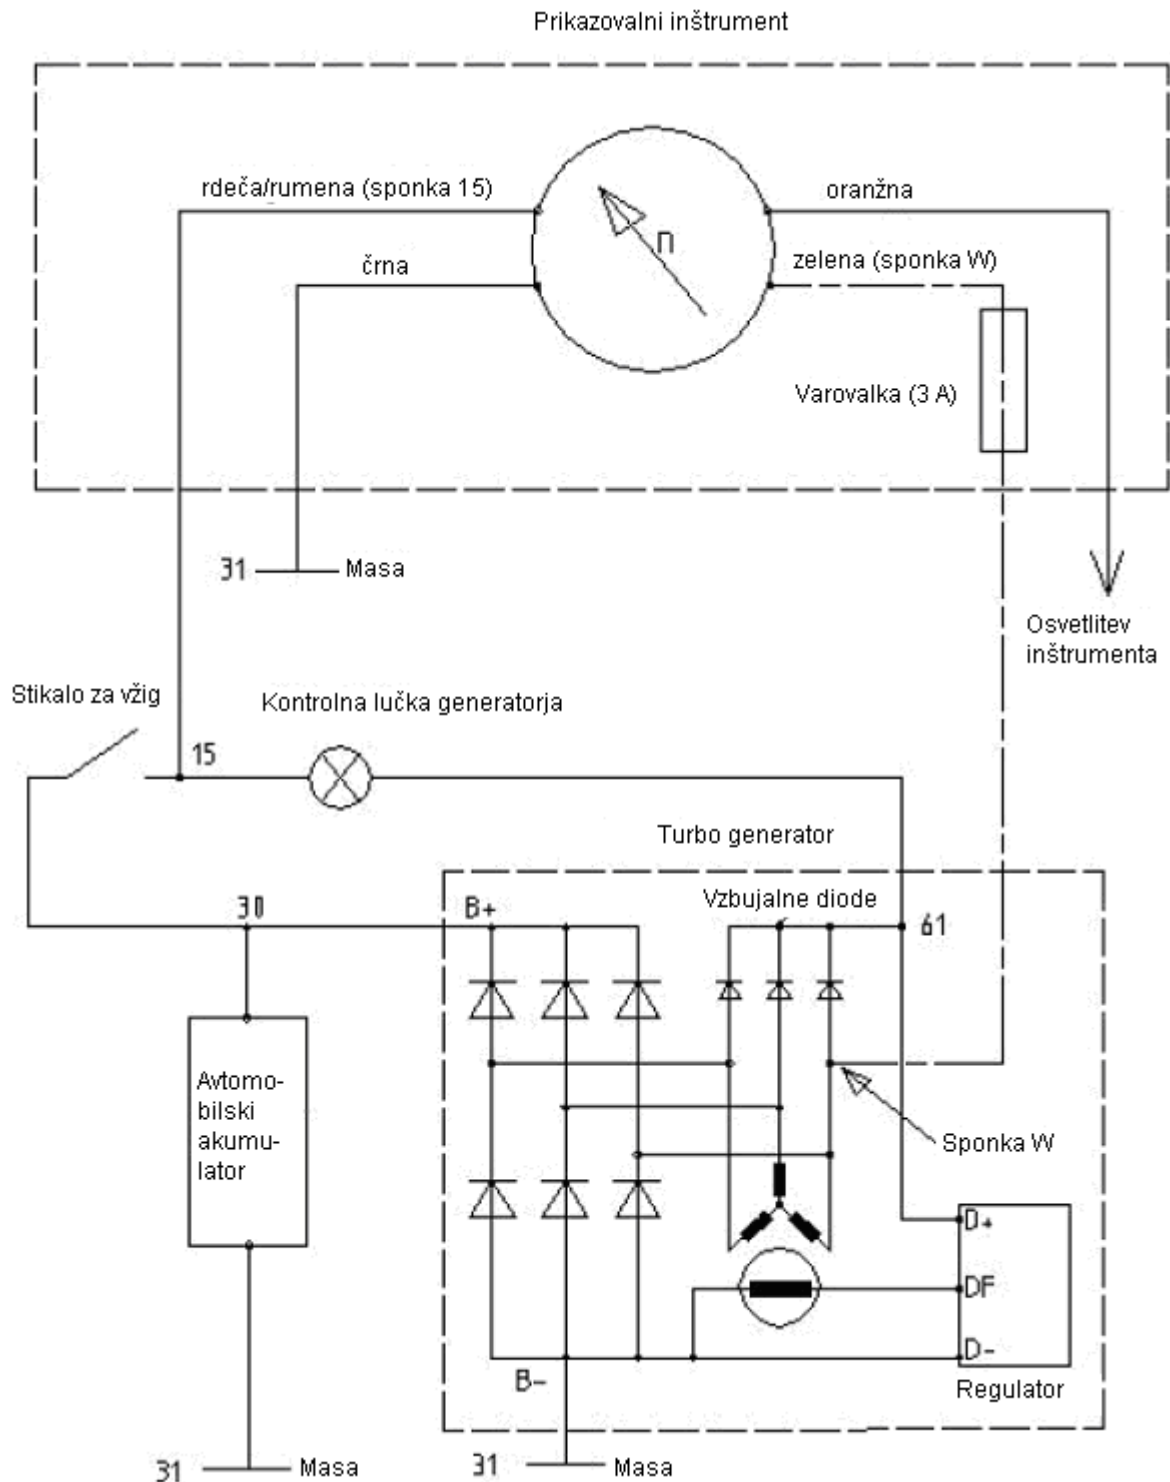 Prikazovalni inštrument
rdeča/rumena (sponka 15)
oranžna
n
črna
zelena (sponka W)
Varovalka (3 A)
31
Masa
Osvetlitev
inštrumenta
Stikalo za vžig
Kontrolna lučka generatorja
15
Turbo generator
Vzbujalne diode
30
B+
61
Avtomo-
bilski
akumu-
lator
Sponka W
D+
DF
D-
B-
Regulator
31
Masa
31
Masa